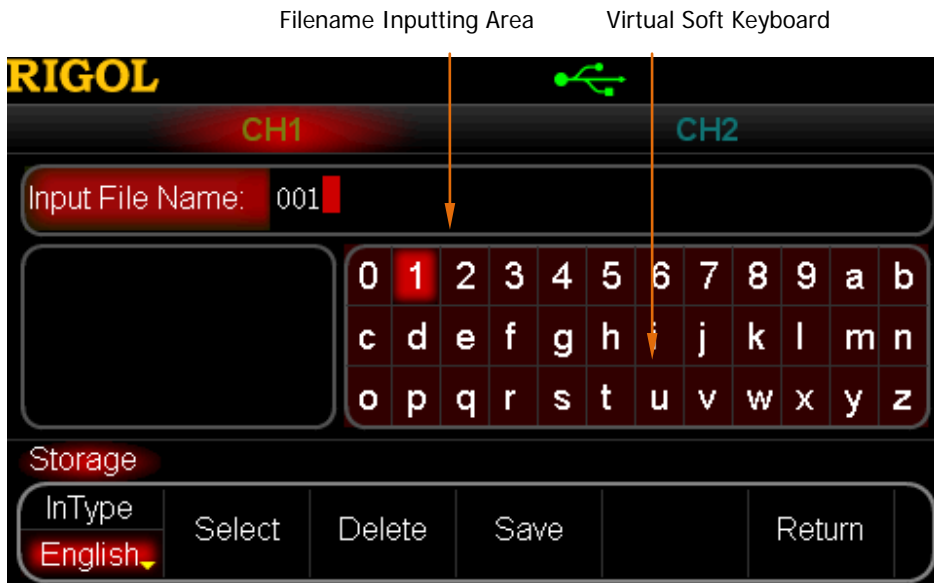 Filename Inputting Area Virtual Soft Keyboard
RIGOL
CH1 CH2
Input File Name: 001
0 1 2 3 4 5 6 7 8 9 a b
c d e f g h i j k l m n
o p q r s t u v w x y z
Storage
InType
English
Select Delete Save Return